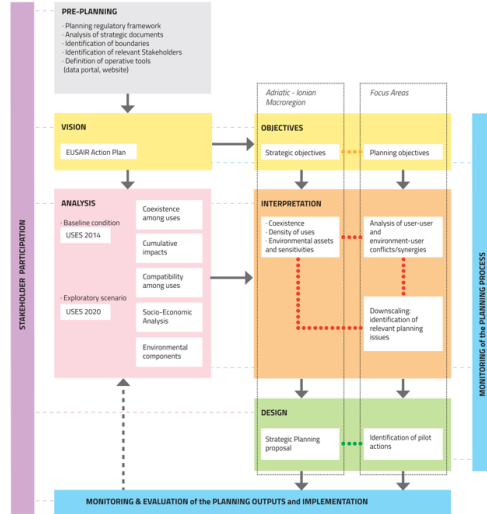 PRE-PLANNING
· Planning regulatory framework
· Analysis of strategic documents
· Identification of boundaries
· Identification of relevant Stakeholders
· Definition of operative tools
(data portal, website)
Adriatic - Ionian
Macroregion
Focus Areas
VISION
EUSAIR Action Plan
OBJECTIVES
Strategic objectives
Planning objectives
ANALYSIS
· Baseline condition
USES 2014
· Exploratory scenario
USES 2020
Coexistence
among uses
Cumulative
impacts
Compatibility
among uses
Socio-Economic
Analysis
Environmental
components
INTERPRETATION
· Coexistence
· Density of uses
· Environmental assets
and sensitivities
Analysis of user-user
and
environment-user
conflicts/synergies
Downscaling:
identification of
relevant planning
issues
DESIGN
Strategic Planning
proposal
Identification of pilot
actions
MONITORING & EVALUATION of the PLANNING OUTPUTS and IMPLEMENTATION
STAKEHOLDER PARTICIPATION
MONITORING of the PLANNING PROCESS